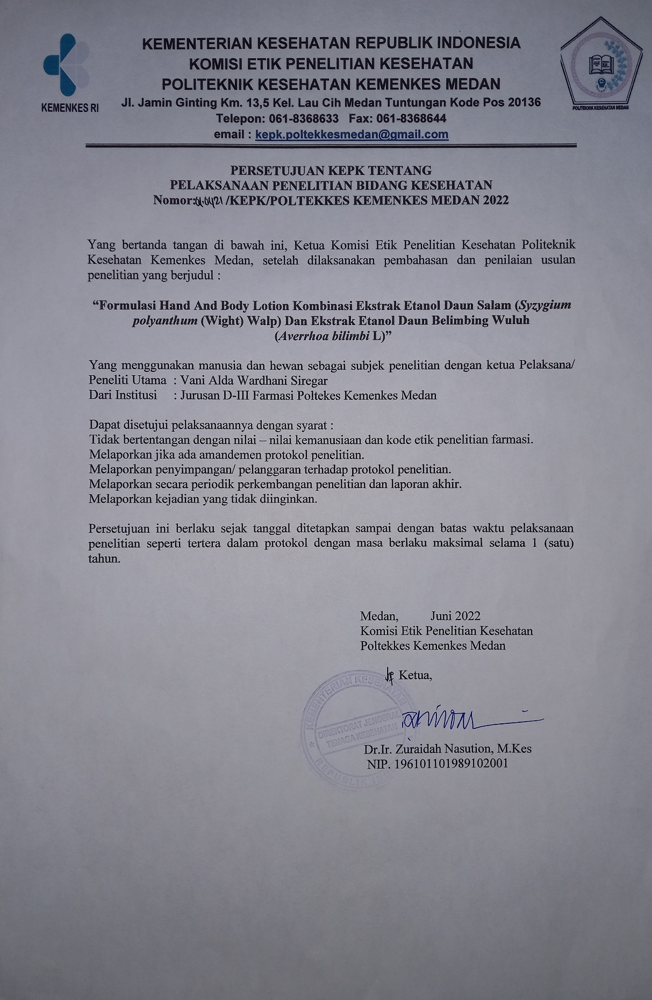 KEMENTERIAN KESEHATAN REPUBLIK INDONESIA
KOMISI ETIK PENELITIAN KESEHATAN
POLITEKNIK KESEHATAN KEMENKES MEDAN
Jl. Jamin Ginting Km. 13,5 Kel. Lau Cih Medan Tuntungan Kode Pos 20136
Telepon: 061-8368633 Fax: 061-8368644
email : kepk.poltekkesmedan@gmail.com
KEMENKES RI
POLITEKNIK KESEHATAN MEDAN
PERSETUJUAN KEPK TENTANG
PELAKSANAAN PENELITIAN BIDANG KESEHATAN
Nomor:01.0421 /KEPK/POLTEKKES KEMENKES MEDAN 2022
Yang bertanda tangan di bawah ini, Ketua Komisi Etik Penelitian Kesehatan Politeknik
Kesehatan Kemenkes Medan, setelah dilaksanakan pembahasan dan penilaian usulan
penelitian yang berjudul :
“Formulasi Hand And Body Lotion Kombinasi Ekstrak Etanol Daun Salam (Syzygium
polyanthum (Wight) Walp) Dan Ekstrak Etanol Daun Belimbing Wuluh
(Averrhoa bilimbi L)”
Yang menggunakan manusia dan hewan sebagai subjek penelitian dengan ketua Pelaksana/
Peneliti Utama : Vani Alda Wardhani Siregar
Dari Institusi : Jurusan D-III Farmasi Poltekes Kemenkes Medan
Dapat disetujui pelaksanaannya dengan syarat :
Tidak bertentangan dengan nilai – nilai kemanusiaan dan kode etik penelitian farmasi.
Melaporkan jika ada amandemen protokol penelitian.
Melaporkan penyimpangan/ pelanggaran terhadap protokol penelitian.
Melaporkan secara periodik perkembangan penelitian dan laporan akhir.
Melaporkan kejadian yang tidak diinginkan.
Persetujuan ini berlaku sejak tanggal ditetapkan sampai dengan batas waktu pelaksanaan
penelitian seperti tertera dalam protokol dengan masa berlaku maksimal selama 1 (satu)
tahun.
Medan, Juni 2022
Komisi Etik Penelitian Kesehatan
Poltekkes Kemenkes Medan
Ketua,
KEMENTERIAN KESEHATAN
DIREKTORAT JENDERAL
TENAGA KESEHATAN
REPUBLIK
Dr.Ir. Zuraidah Nasution, M.Kes
NIP. 196101101989102001